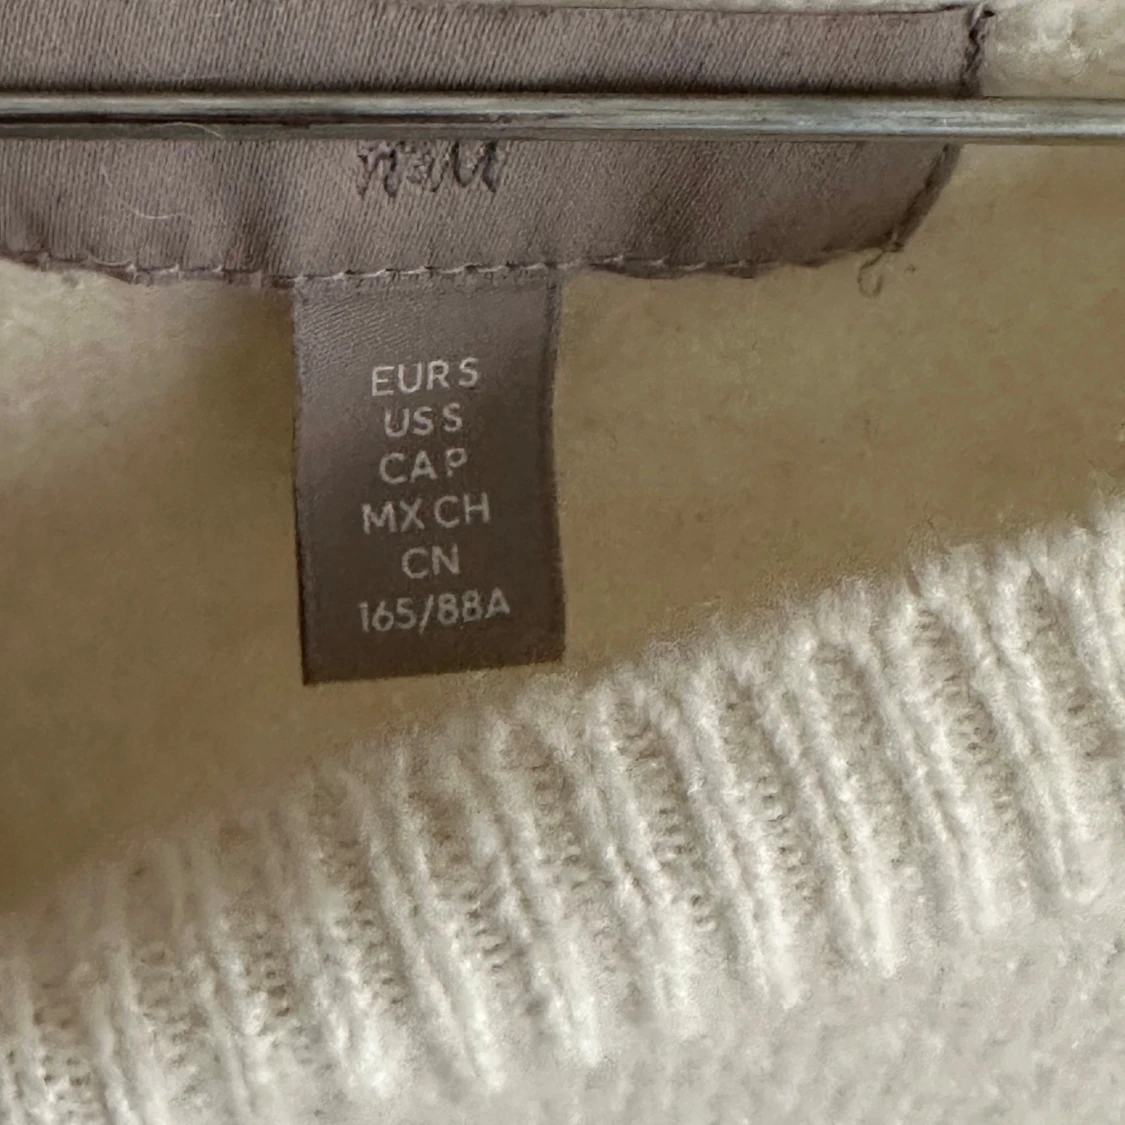 EUR S
US S
CA P
MX CH
CN
165/88A